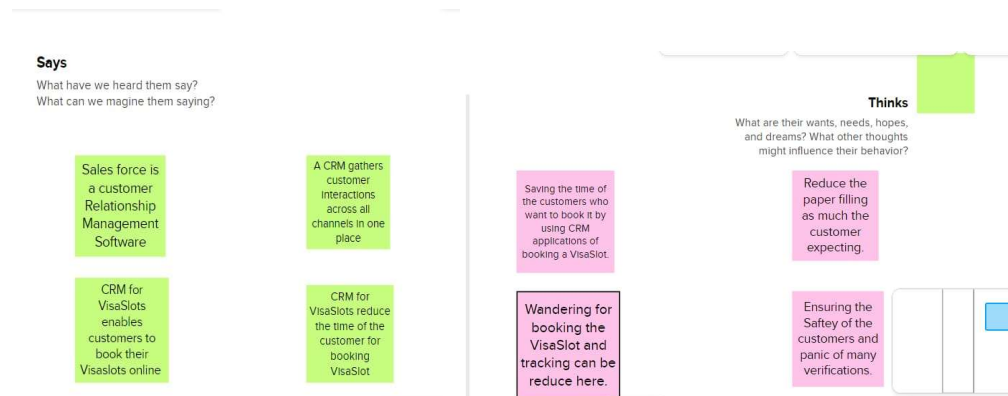 Says
What have we heard them say?
What can we magine them saying?
Sales force is
a customer
Relationship
Management
Software
A CRM gathers
customer
interactions
across all
channels in one
place
CRM for
VisaSlots
enables
customers to
book their
Visaslots online
CRM for
VisaSlots reduce
the time of the
customer for
booking
VisaSlot
Thinks
What are their wants, needs, hopes,
and dreams? What other thoughts
might influence their behavior?
Saving the time of
the customers who
want to book it by
using CRM
applications of
booking a VisaSlot.
Reduce the
paper filling
as much the
customer
expecting.
Wandering for
booking the
VisaSlot and
tracking can be
reduce here.
Ensuring the
Saftey of the
customers and
panic of many
verifications.